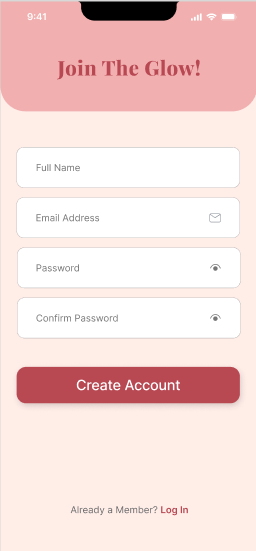 9:41
Join The Glow!
Full Name
Email Address
Password
Confirm Password
Create Account
Already a Member? Log In